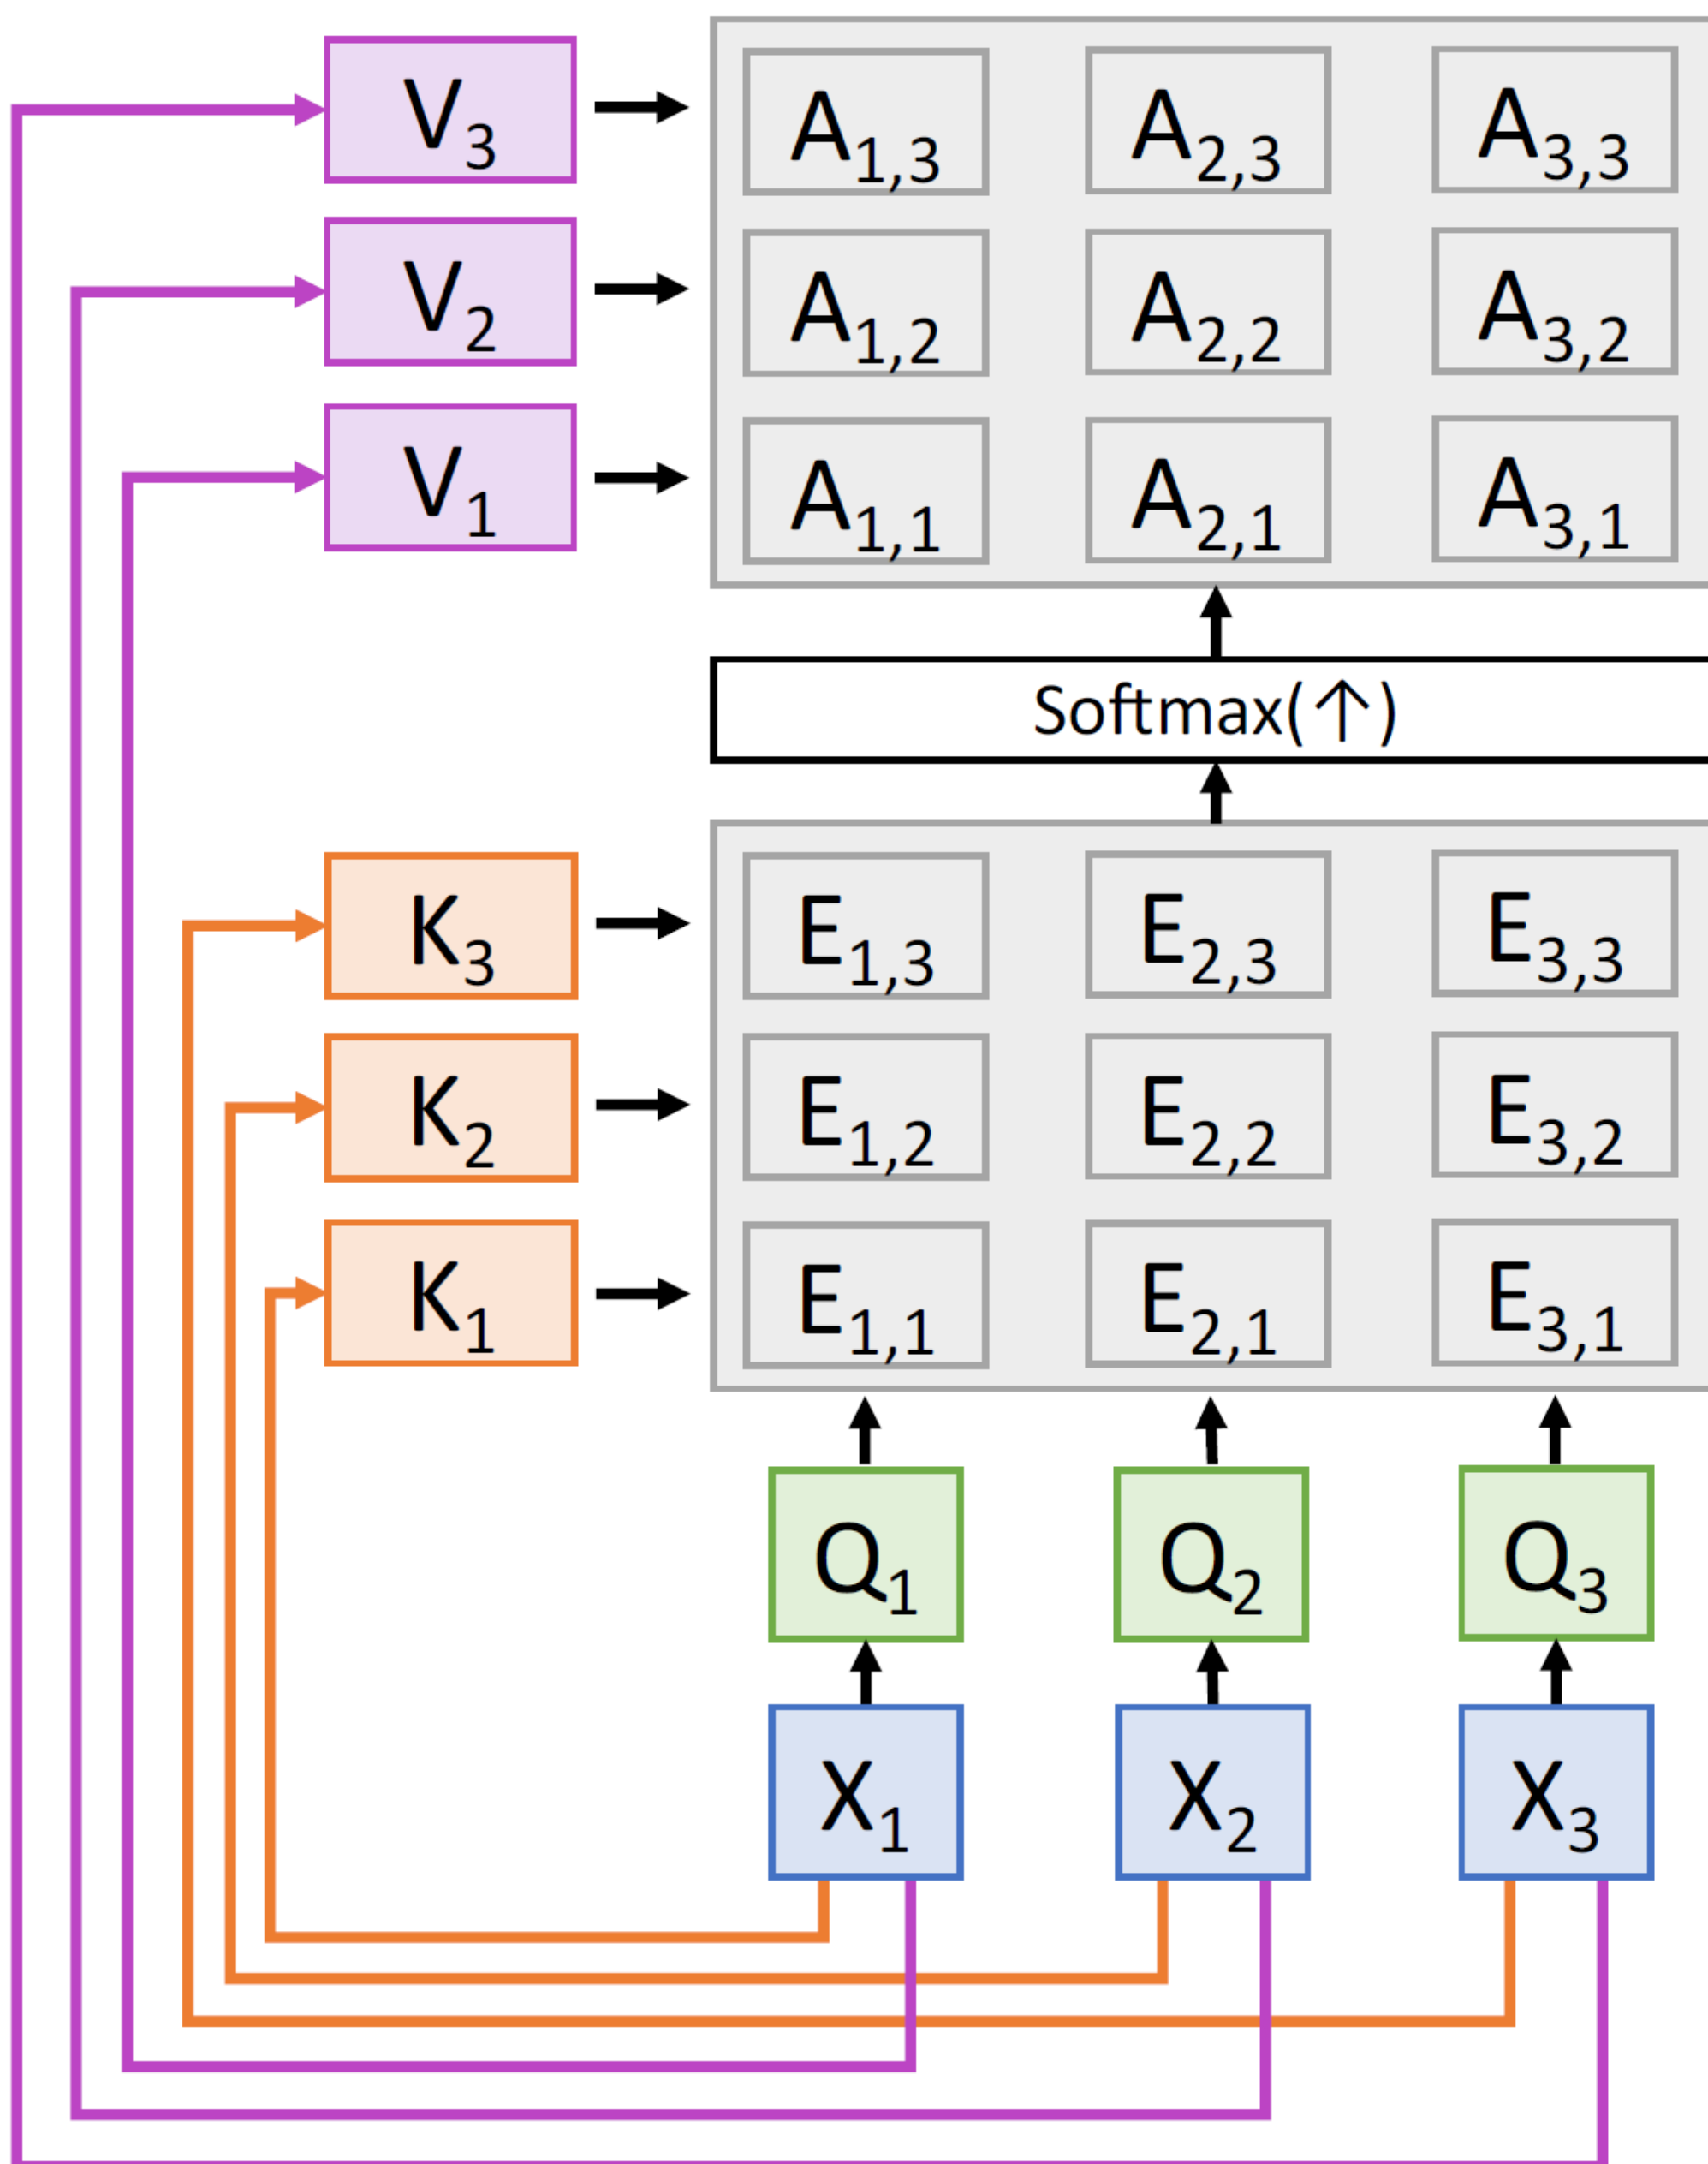 V3 A1,3 A2,3 A3,3
V2 A1,2 A2,2 A3,2
V1 A1,1 A2,1 A3,1
Softmax(↑)
K3 E1,3 E2,3 E3,3
K2 E1,2 E2,2 E3,2
K1 E1,1 E2,1 E3,1
Q1 Q2 Q3
X1 X2 X3